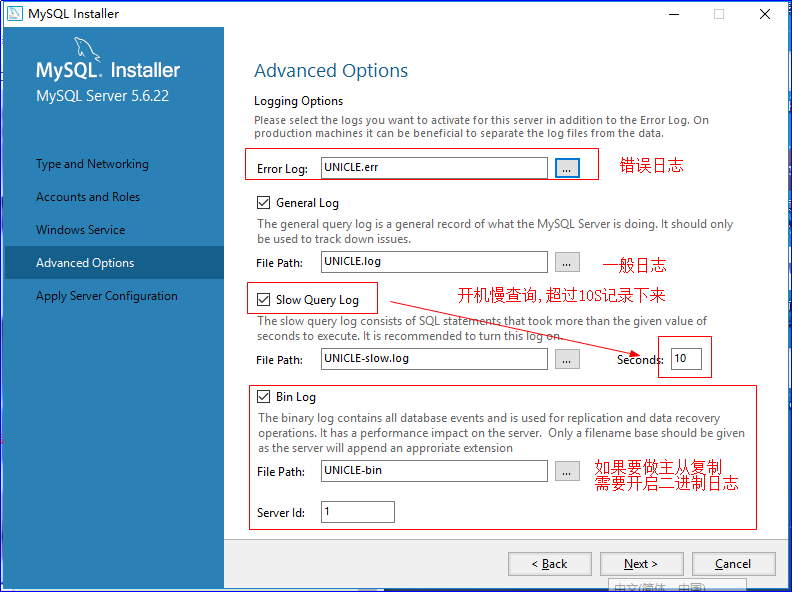 MySQL Installer
MySQL. Installer
MySQL Server 5.6.22
Type and Networking
Accounts and Roles
Windows Service
Advanced Options
Apply Server Configuration
Advanced Options
Logging Options
Please select the logs you want to activate for this server in addition to the Error Log. On
production machines it can be beneficial to separate the log files from the data.
Error Log: UNICLE.err ... 错误日志
General Log
The general query log is a general record of what the MySQL Server is doing. It should only
be used to track down issues.
File Path: UNICLE.log ... 一般日志
开机慢查询,超过10S记录下来
Slow Query Log
The slow query log consists of SQL statements that took more than the given value of
seconds to execute. It is recommended to turn this log on.
File Path: UNICLE-slow.log ... Seconds: 10
Bin Log
The binary log contains all database events and is used for replication and data recovery
operations. It has a performance impact on the server. Only a filename base should be given
as the server will append an approriate extension
File Path: UNICLE-bin ... 如果要做主从复制
需要开启二进制日志
Server Id: 1
< Back Next > Cancel
中文(简体，中国)